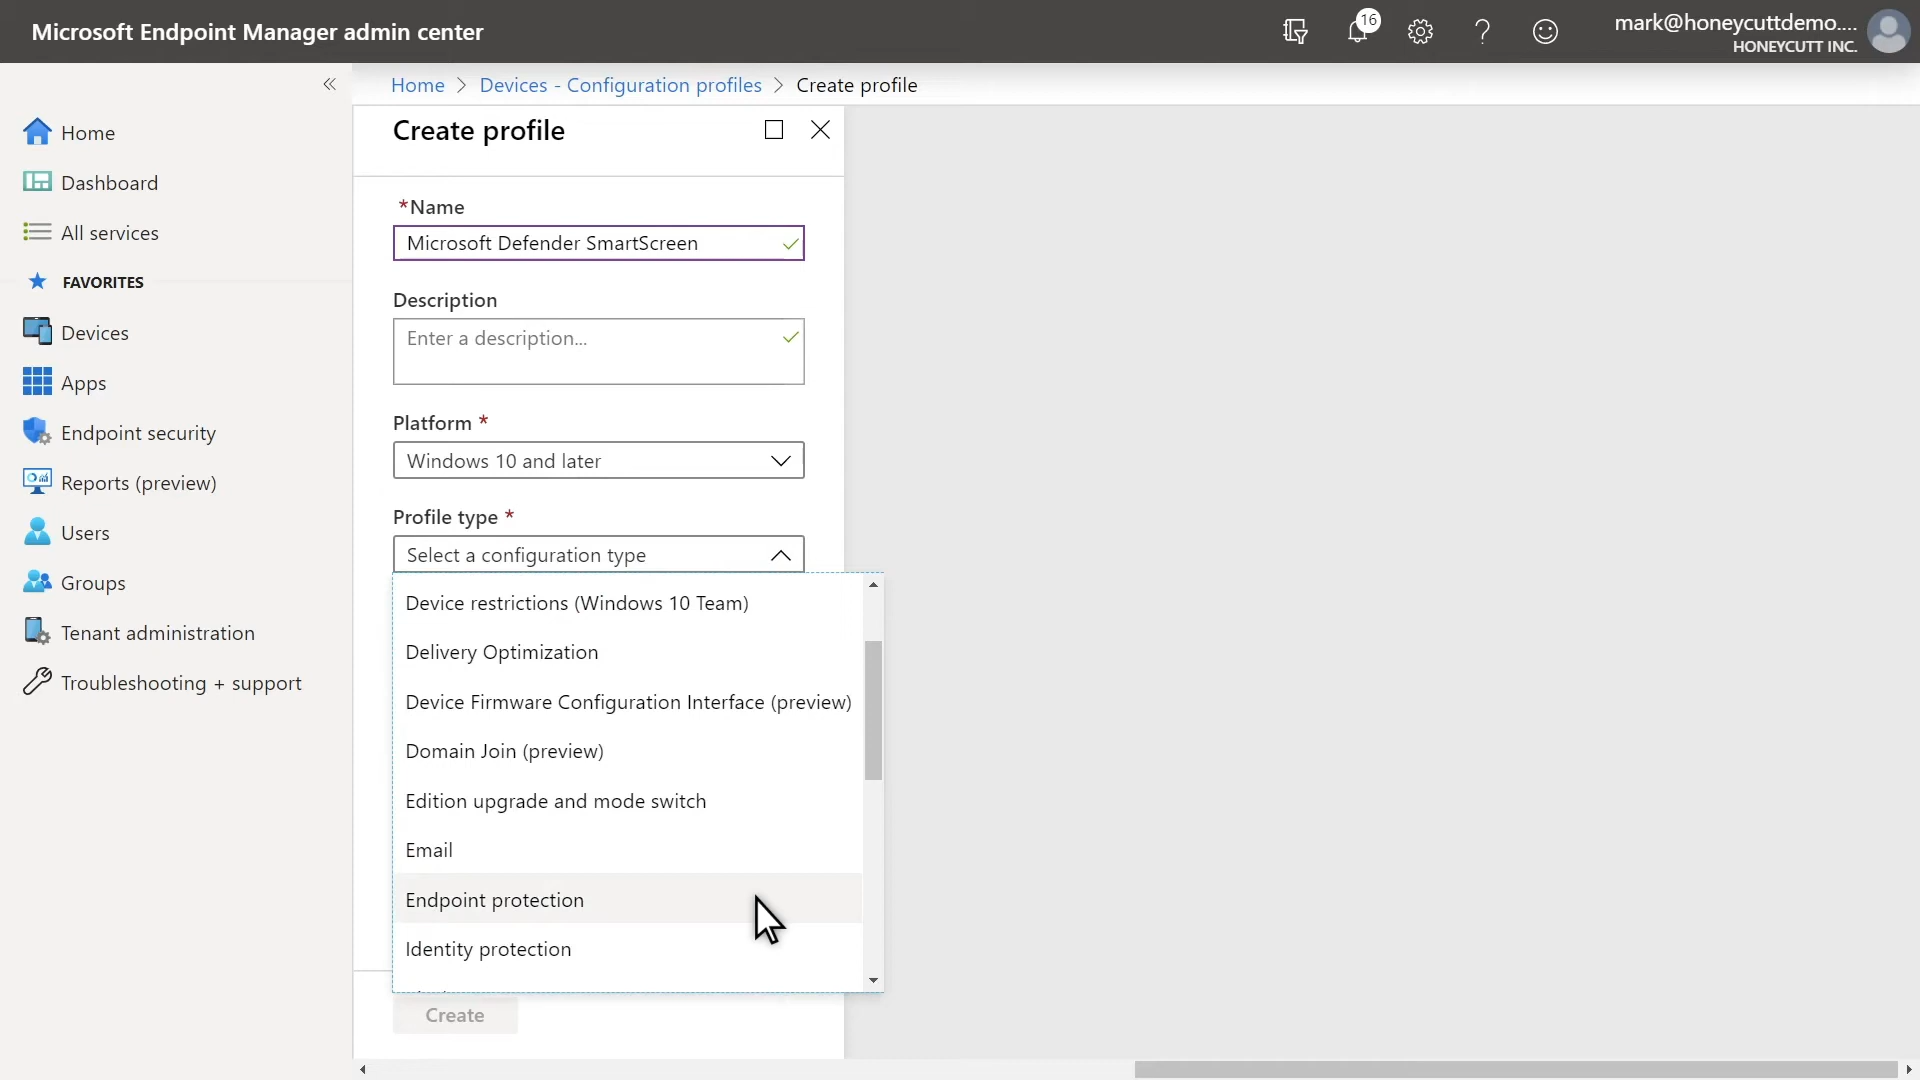 Microsoft Endpoint Manager admin center
16
mark@honeycuttdemo....
HONEYCUTT INC.
Home > Devices - Configuration profiles > Create profile
Home
Dashboard
All services
FAVORITES
Devices
Apps
Endpoint security
Reports (preview)
Users
Groups
Tenant administration
Troubleshooting + support
Create profile
*Name
Microsoft Defender SmartScreen
Description
Enter a description...
Platform *
Windows 10 and later
Profile type *
Select a configuration type
Device restrictions (Windows 10 Team)
Delivery Optimization
Device Firmware Configuration Interface (preview)
Domain Join (preview)
Edition upgrade and mode switch
Email
Endpoint protection
Identity protection
Create